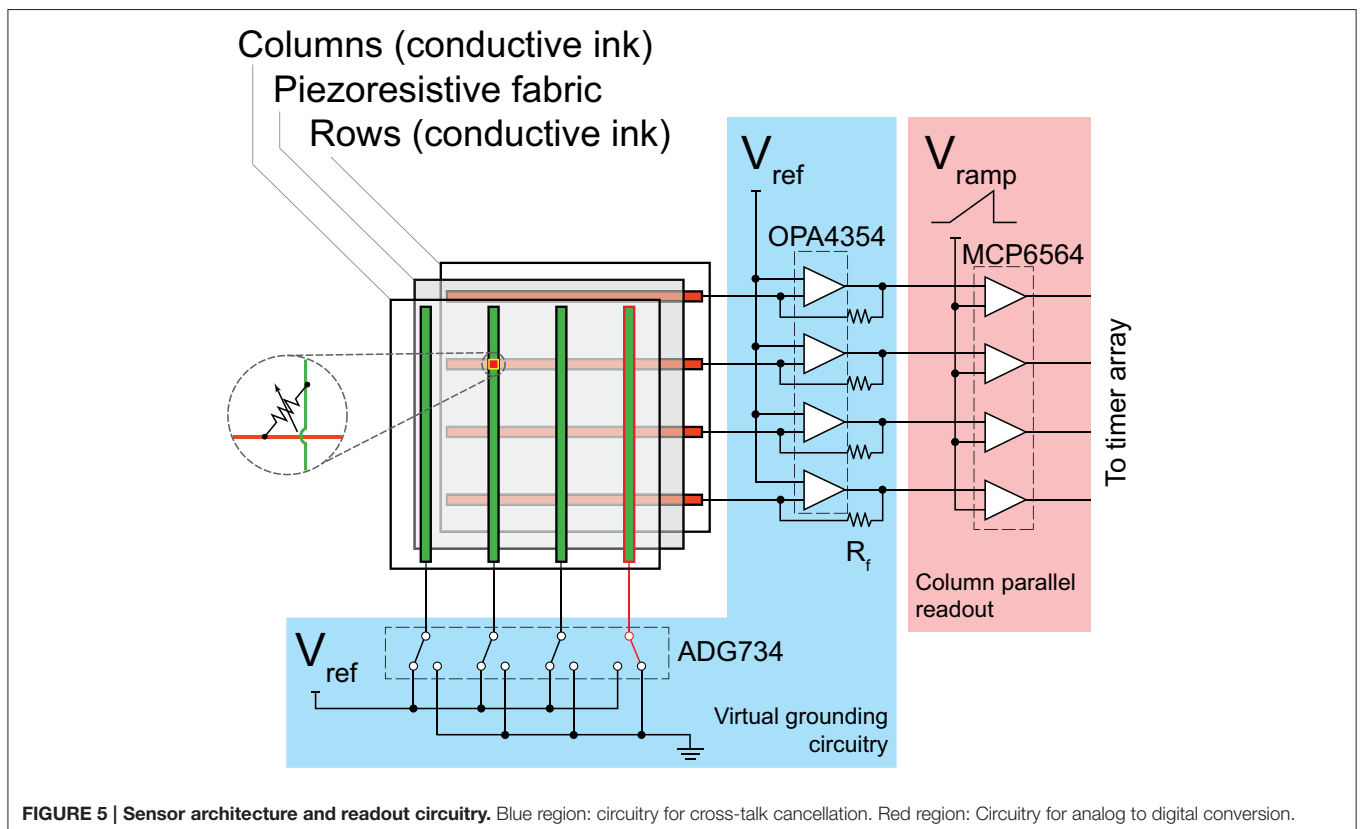 Columns (conductive ink)
Piezoresistive fabric
Rows (conductive ink)
V ref
V ramp
OPA4354
MCP6564
To timer array
R f
Column parallel
readout
V ref
ADG734
Virtual grounding
circuitry
FIGURE 5 | Sensor architecture and readout circuitry. Blue region: circuitry for cross-talk cancellation. Red region: Circuitry for analog to digital conversion.